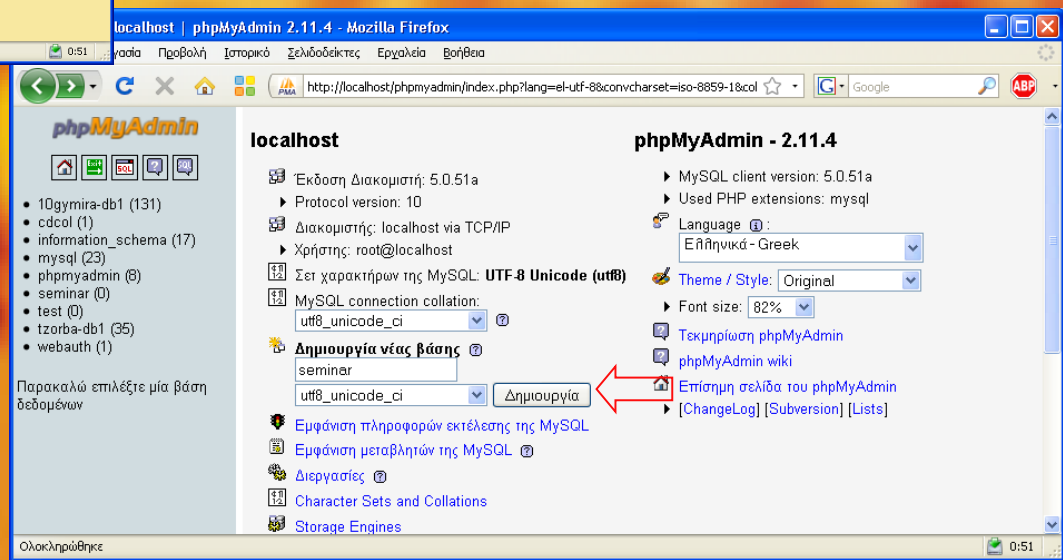 0:51
localhost | phpMyAdmin 2.11.4 - Mozilla Firefox
γασία Προβολή Ιστορικό Σελιδοδείκτες Εργαλεία Βοήθεια
PMA http://localhost/phpmyadmin/index.php?lang=el-utf-8&convcharset=iso-8859-1&col G Google ABP
phpMyAdmin
Exit SQL ? SQL
10gymira-db1 (131)
cdcol (1)
information_schema (17)
mysql (23)
phpmyadmin (8)
seminar (0)
test (0)
tzorba-db1 (35)
webauth (1)
Παρακαλώ επιλέξτε μία βάση
δεδομένων
localhost
Έκδοση Διακομιστή: 5.0.51a
Protocol version: 10
Διακομιστής: localhost via TCP/IP
Χρήστης: root@localhost
Σετ χαρακτήρων της MySQL: UTF-8 Unicode (utf8)
MySQL connection collation:
utf8_unicode_ci
Δημιουργία νέας βάσης
seminar
utf8_unicode_ci Δημιουργία
Εμφάνιση πληροφορών εκτέλεσης της MySQL
Εμφάνιση μεταβλητών της MySQL
Διεργασίες
Character Sets and Collations
Storage Engines
phpMyAdmin - 2.11.4
MySQL client version: 5.0.51a
Used PHP extensions: mysql
Language :
Ελληνικά - Greek
Theme / Style: Original
Font size: 82%
Τεκμηρίωση phpMyAdmin
phpMyAdmin wiki
Επίσημη σελίδα του phpMyAdmin
[ChangeLog] [Subversion] [Lists]
Ολοκληρώθηκε 0:51